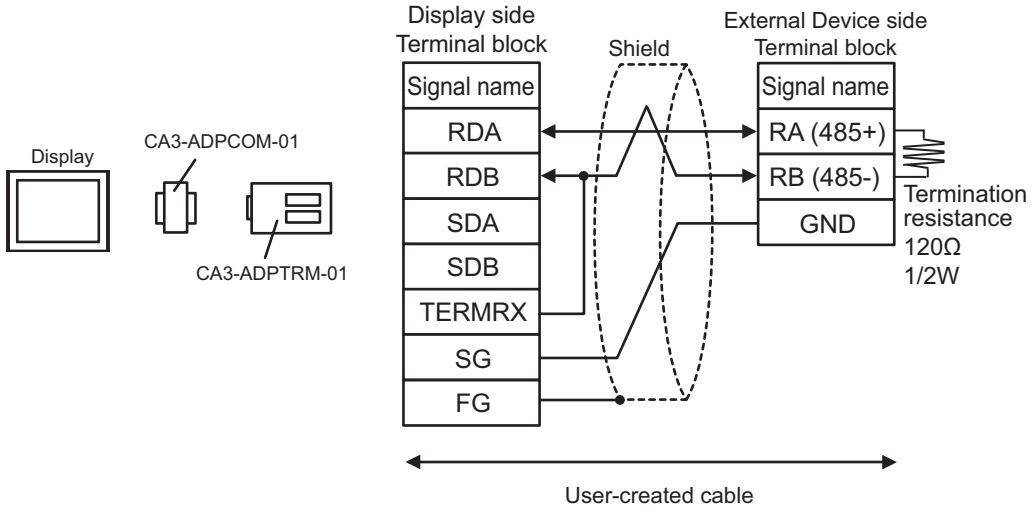 Display
CA3-ADPCOM-01
CA3-ADPTRM-01
Display side
Terminal block
Signal name
RDA
RDB
SDA
SDB
TERMRX
SG
FG
Shield
External Device side
Terminal block
Signal name
RA (485+)
RB (485-)
GND
Termination
resistance
120Ω
1/2W
User-created cable